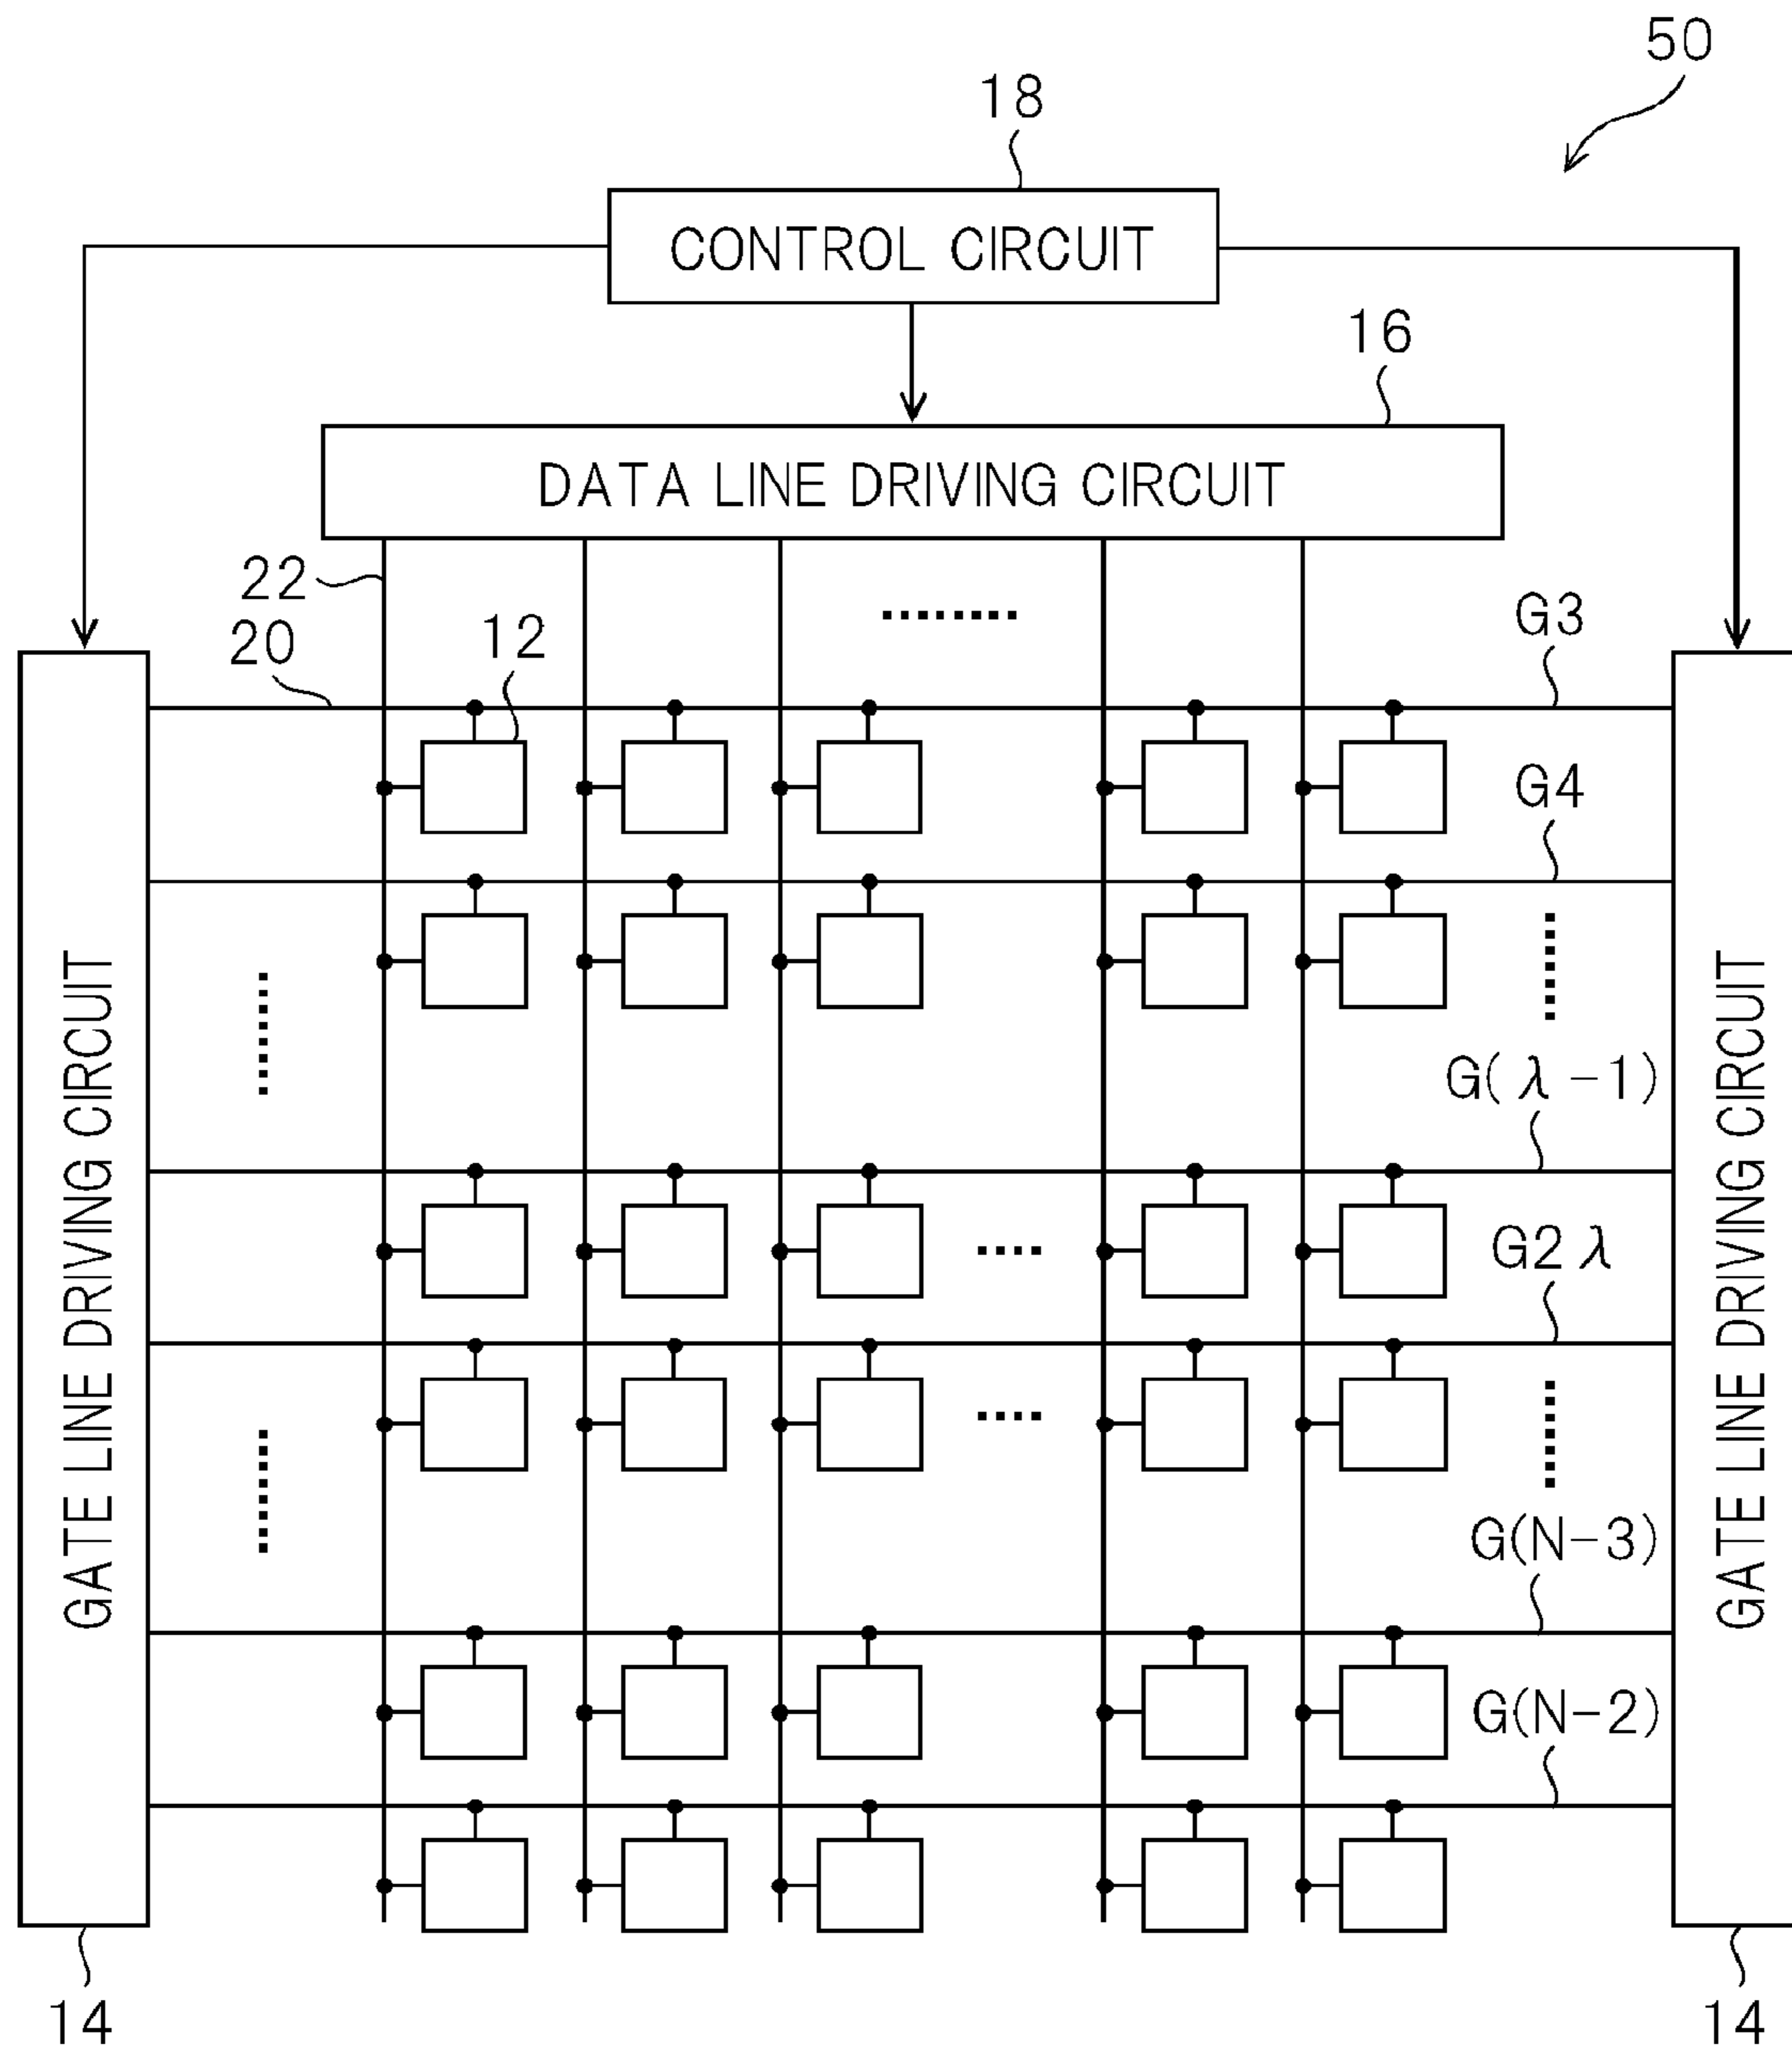 50
18
CONTROL CIRCUIT
16
DATA LINE DRIVING CIRCUIT
22
20
12
G3
G4
G(λ-1)
G2λ
G(N-3)
G(N-2)
GATE LINE DRIVING CIRCUIT
GATE LINE DRIVING CIRCUIT
14
14